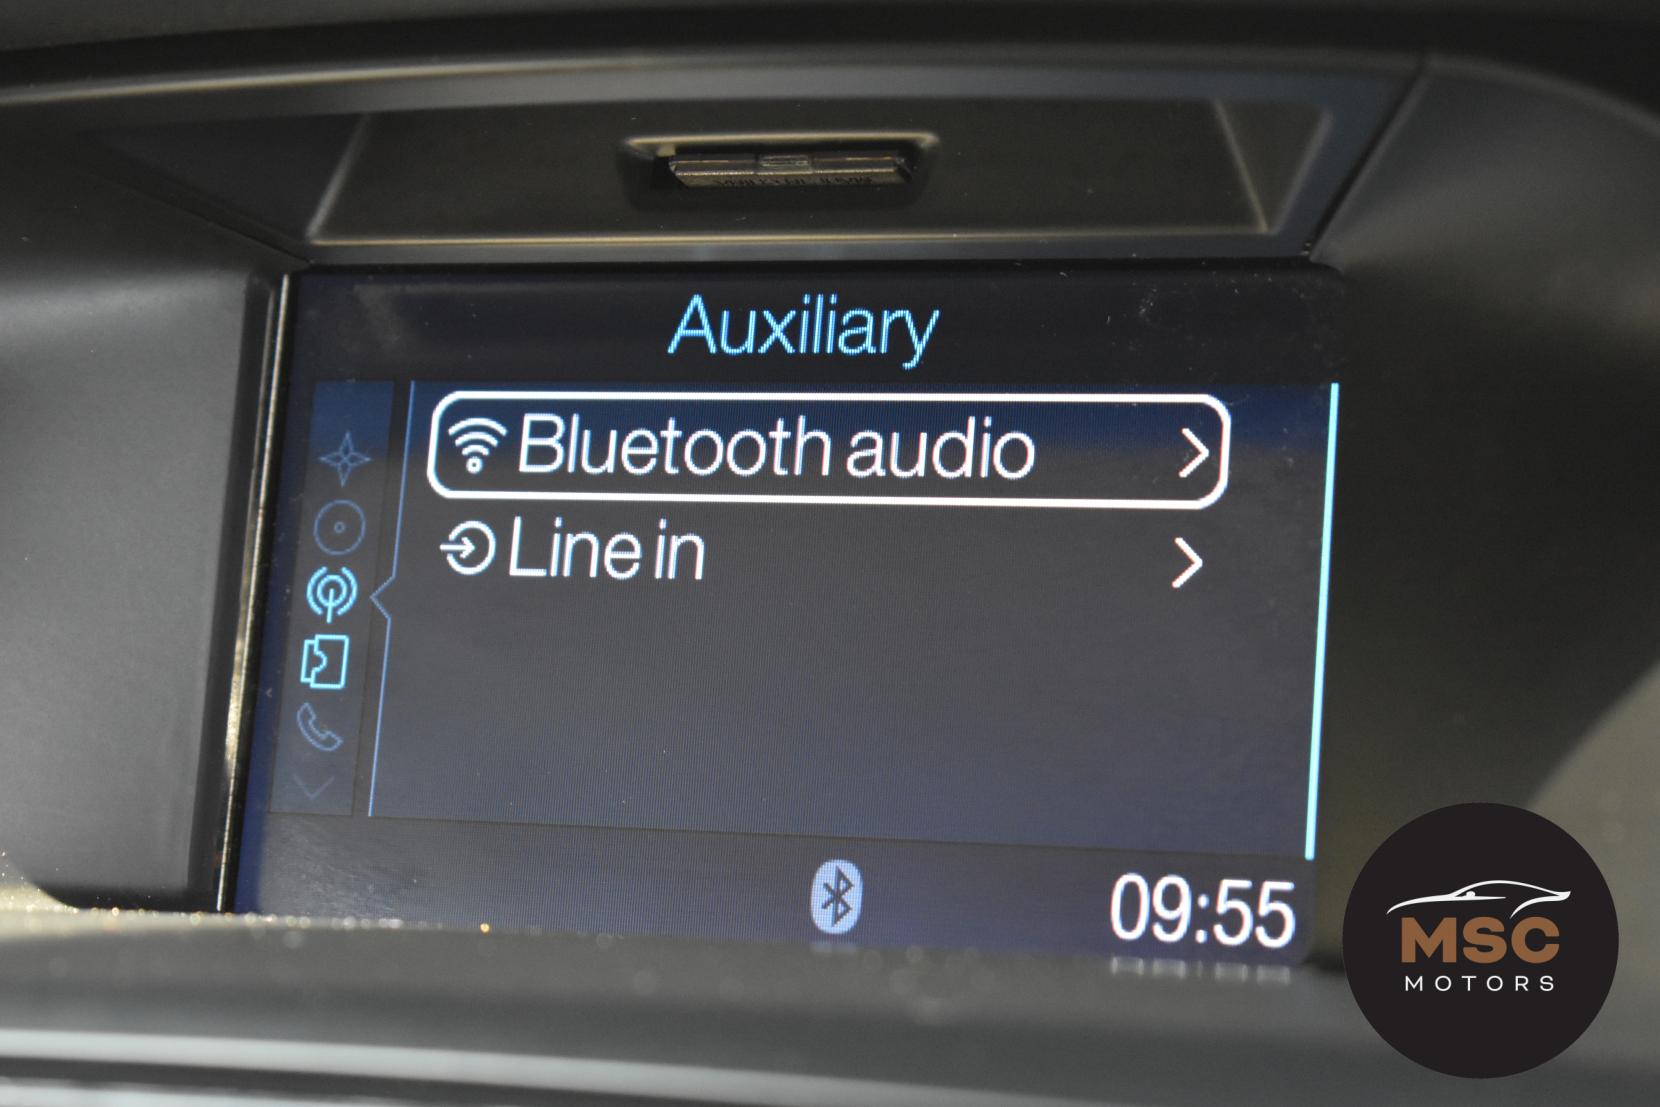 Auxiliary
Bluetooth audio
Line in
09:55
MSC
MOTORS